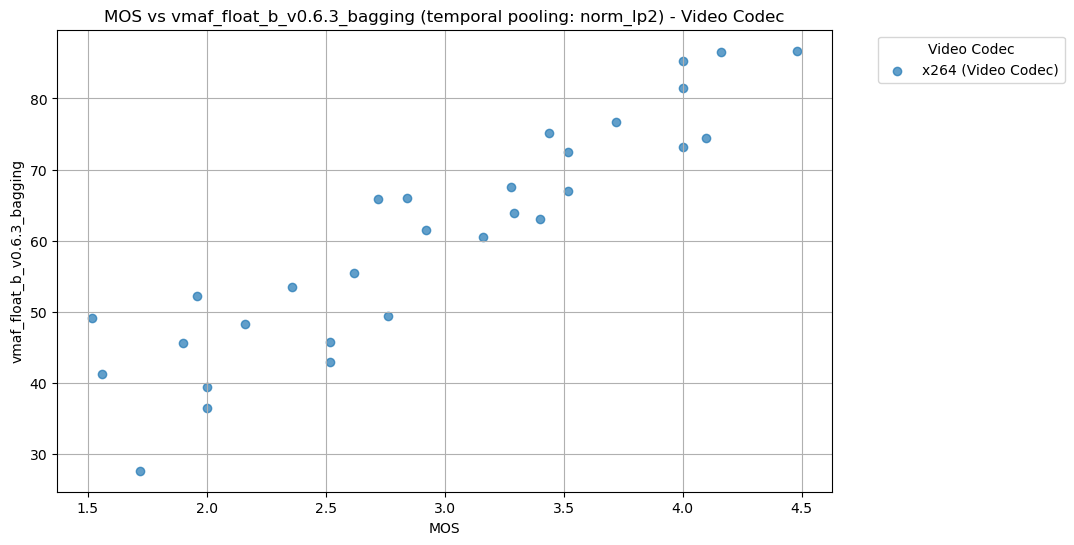 MOS vs vmaf_float_b_v0.6.3_bagging (temporal pooling: norm_lp2) - Video Codec
Video Codec
x264 (Video Codec)
vmaf_float_b_v0.6.3_bagging
80
70
60
50
40
30
1.5 2.0 2.5 3.0 3.5 4.0 4.5
MOS